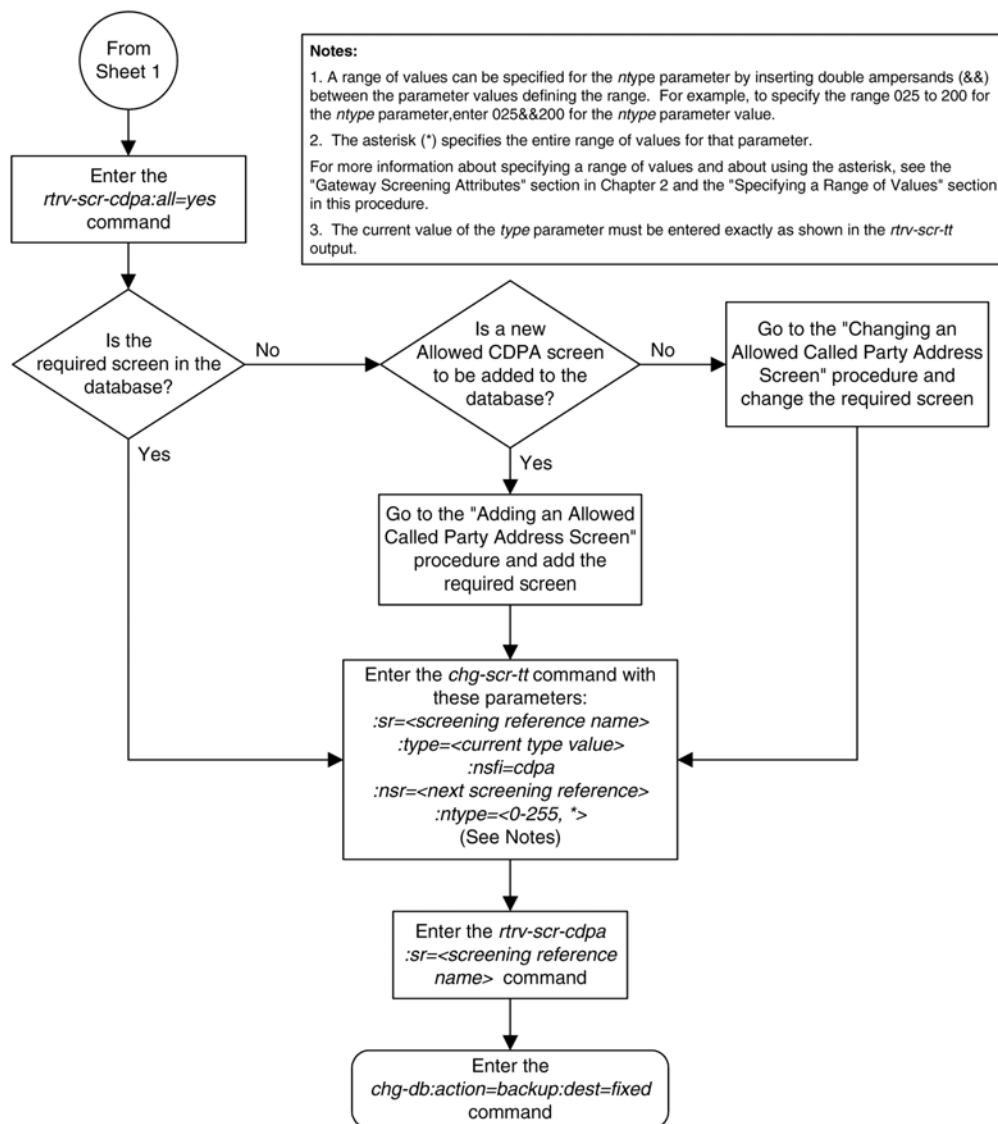 From
Sheet 1
Notes:
1. A range of values can be specified for the ntype parameter by inserting double ampersands (&&)
between the parameter values defining the range. For example, to specify the range 025 to 200 for
the ntype parameter,enter 025&&200 for the ntype parameter value.
2. The asterisk (*) specifies the entire range of values for that parameter.
For more information about specifying a range of values and about using the asterisk, see the
"Gateway Screening Attributes" section in Chapter 2 and the "Specifying a Range of Values" section
in this procedure.
3. The current value of the type parameter must be entered exactly as shown in the rtrv-scr-tt
output.
Enter the
rtrv-scr-cdpa:all=yes
command
Is the
required screen in the
database?
No
Yes
Is a new
Allowed CDPA screen
to be added to the
database?
No
Yes
Go to the "Changing an
Allowed Called Party Address
Screen" procedure and
change the required screen
Go to the "Adding an Allowed
Called Party Address Screen"
procedure and add the
required screen
Enter the chg-scr-tt command with
these parameters:
:sr=<screening reference name>
:type=<current type value>
:nsfi=cdpa
:nsr=<next screening reference>
:ntype=<0-255, *>
(See Notes)
Enter the rtrv-scr-cdpa
:sr=<screening reference
name> command
Enter the
chg-db:action=backup:dest=fixed
command